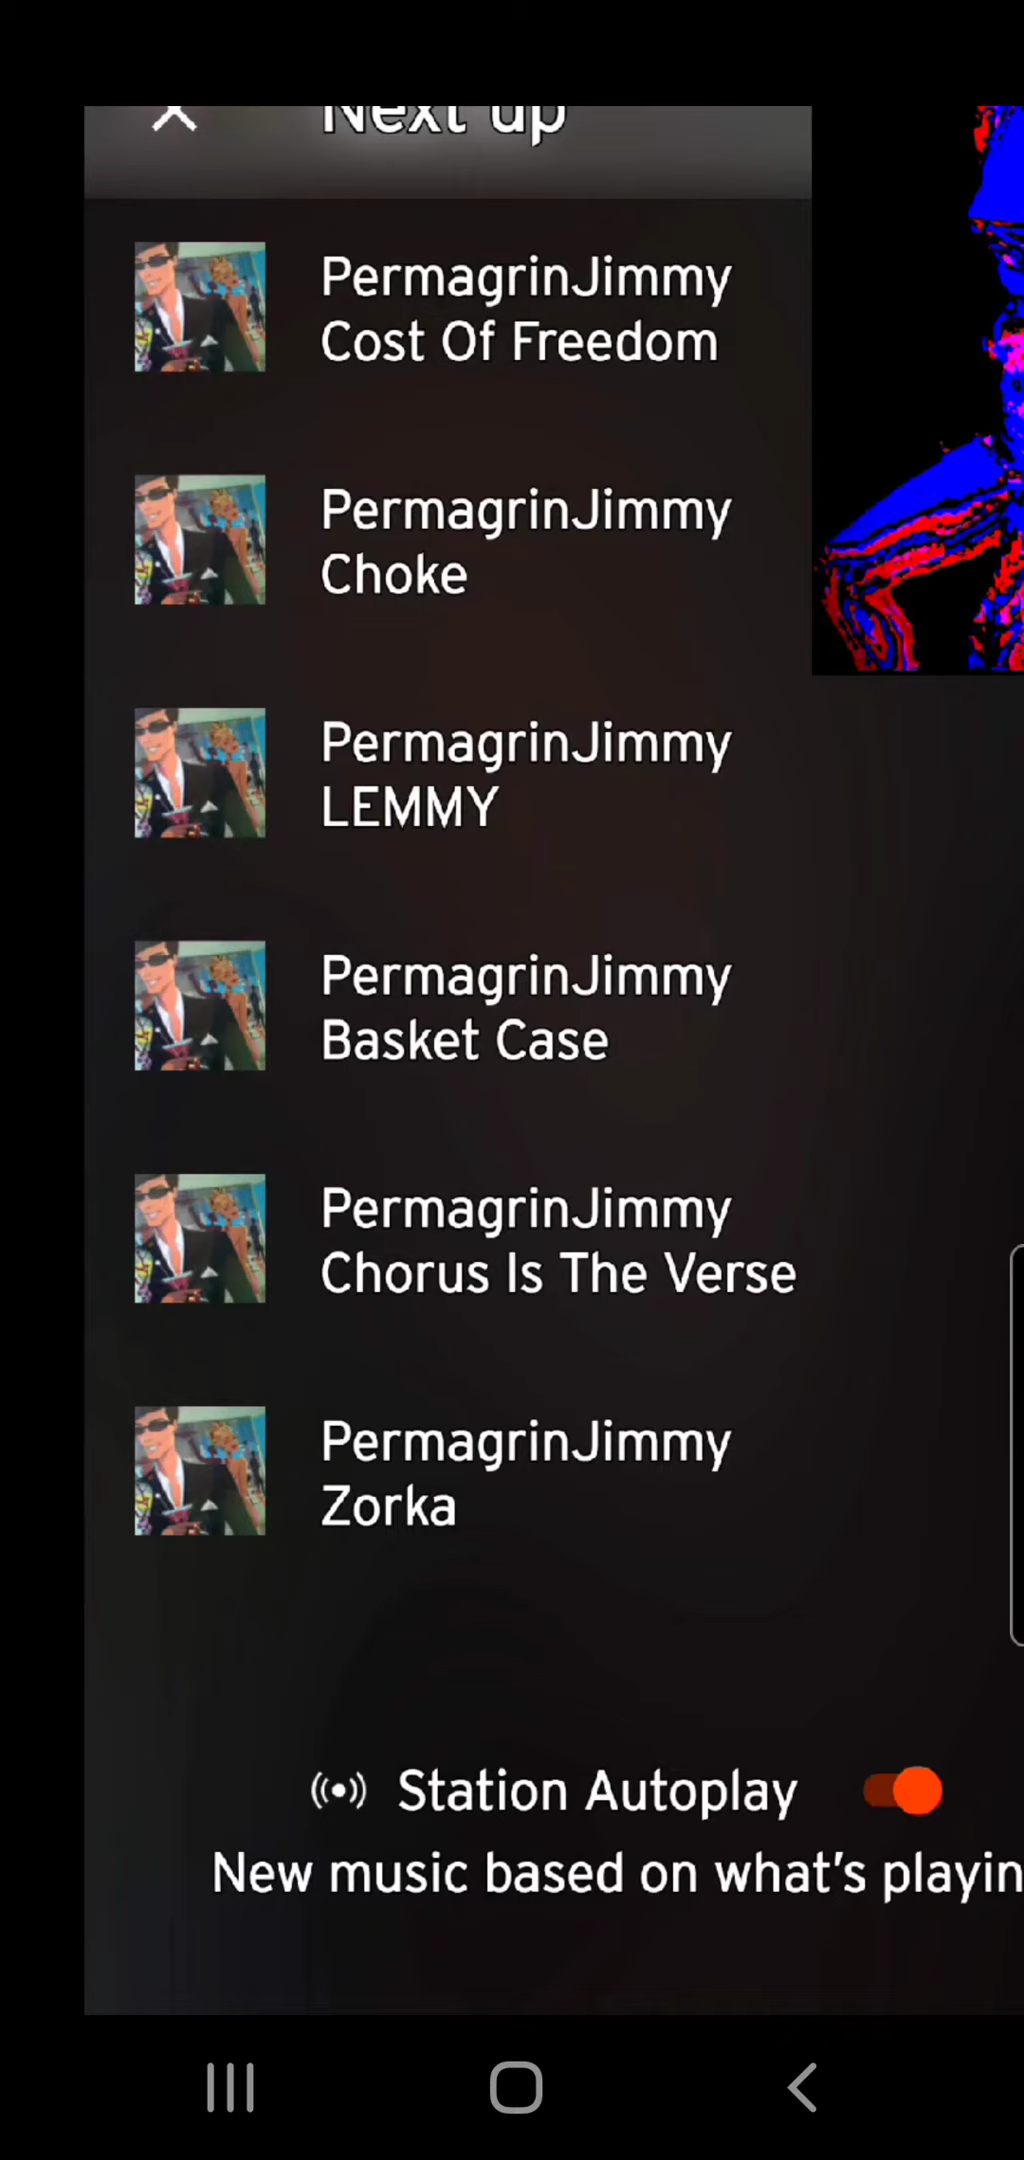 Next up
PermagrinJimmy
Cost Of Freedom
PermagrinJimmy
Choke
PermagrinJimmy
LEMMY
PermagrinJimmy
Basket Case
PermagrinJimmy
Chorus Is The Verse
PermagrinJimmy
Zorka
Station Autoplay
New music based on what's playin